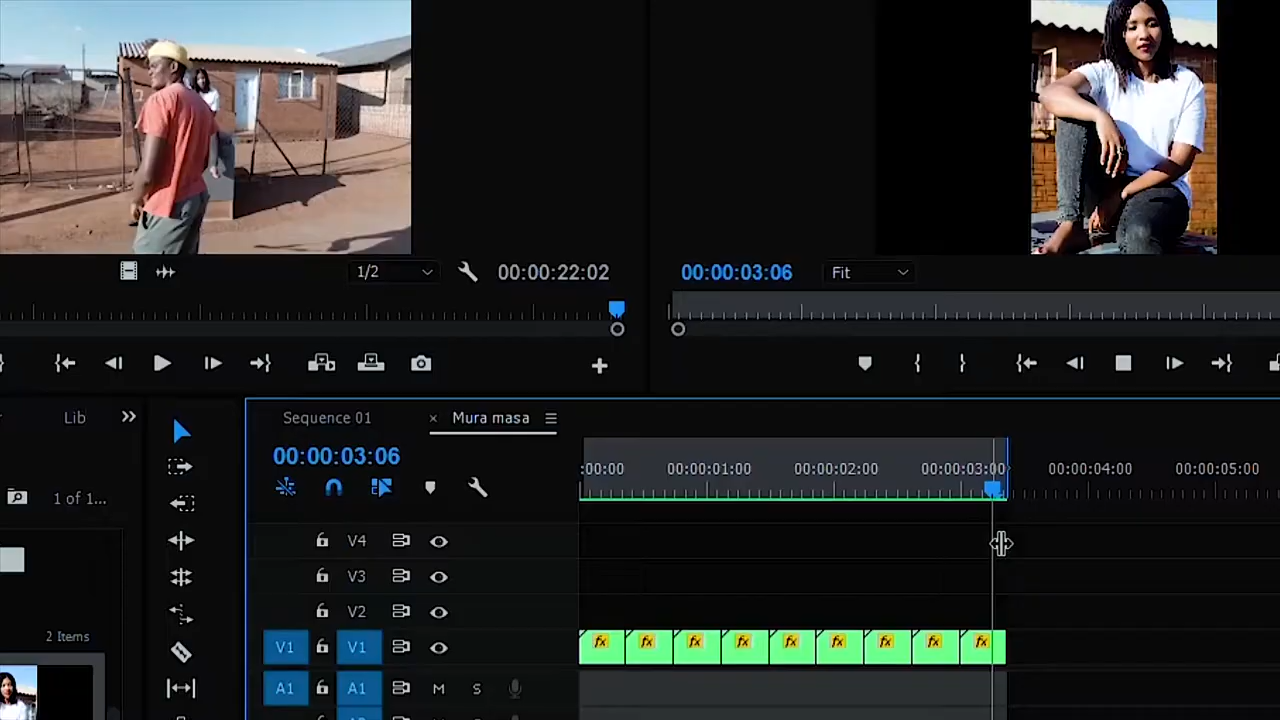 1/2
00:00:22:02
00:00:03:06
Fit
Lib
Sequence 01
Mura masa
00:00:03:06
:00:00
00:00:01:00
00:00:02:00
00:00:03:00
00:00:04:00
00:00:05:00
1 of 1...
V4
V3
V2
2 Items
V1
V1
fx
fx
fx
fx
fx
fx
fx
fx
fx
A1
A1
M
S